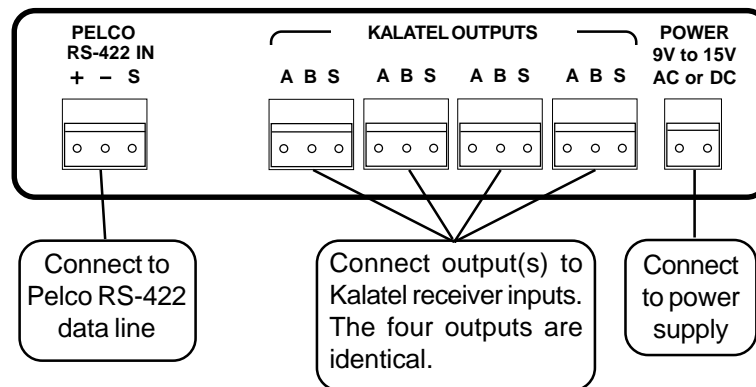 PELCO
RS-422 IN
+ – S
KALATEL OUTPUTS
A B S A B S A B S A B S
POWER
9V to 15V
AC or DC
Connect to
Pelco RS-422
data line
Connect output(s) to
Kalatel receiver inputs.
The four outputs are
identical.
Connect
to power
supply